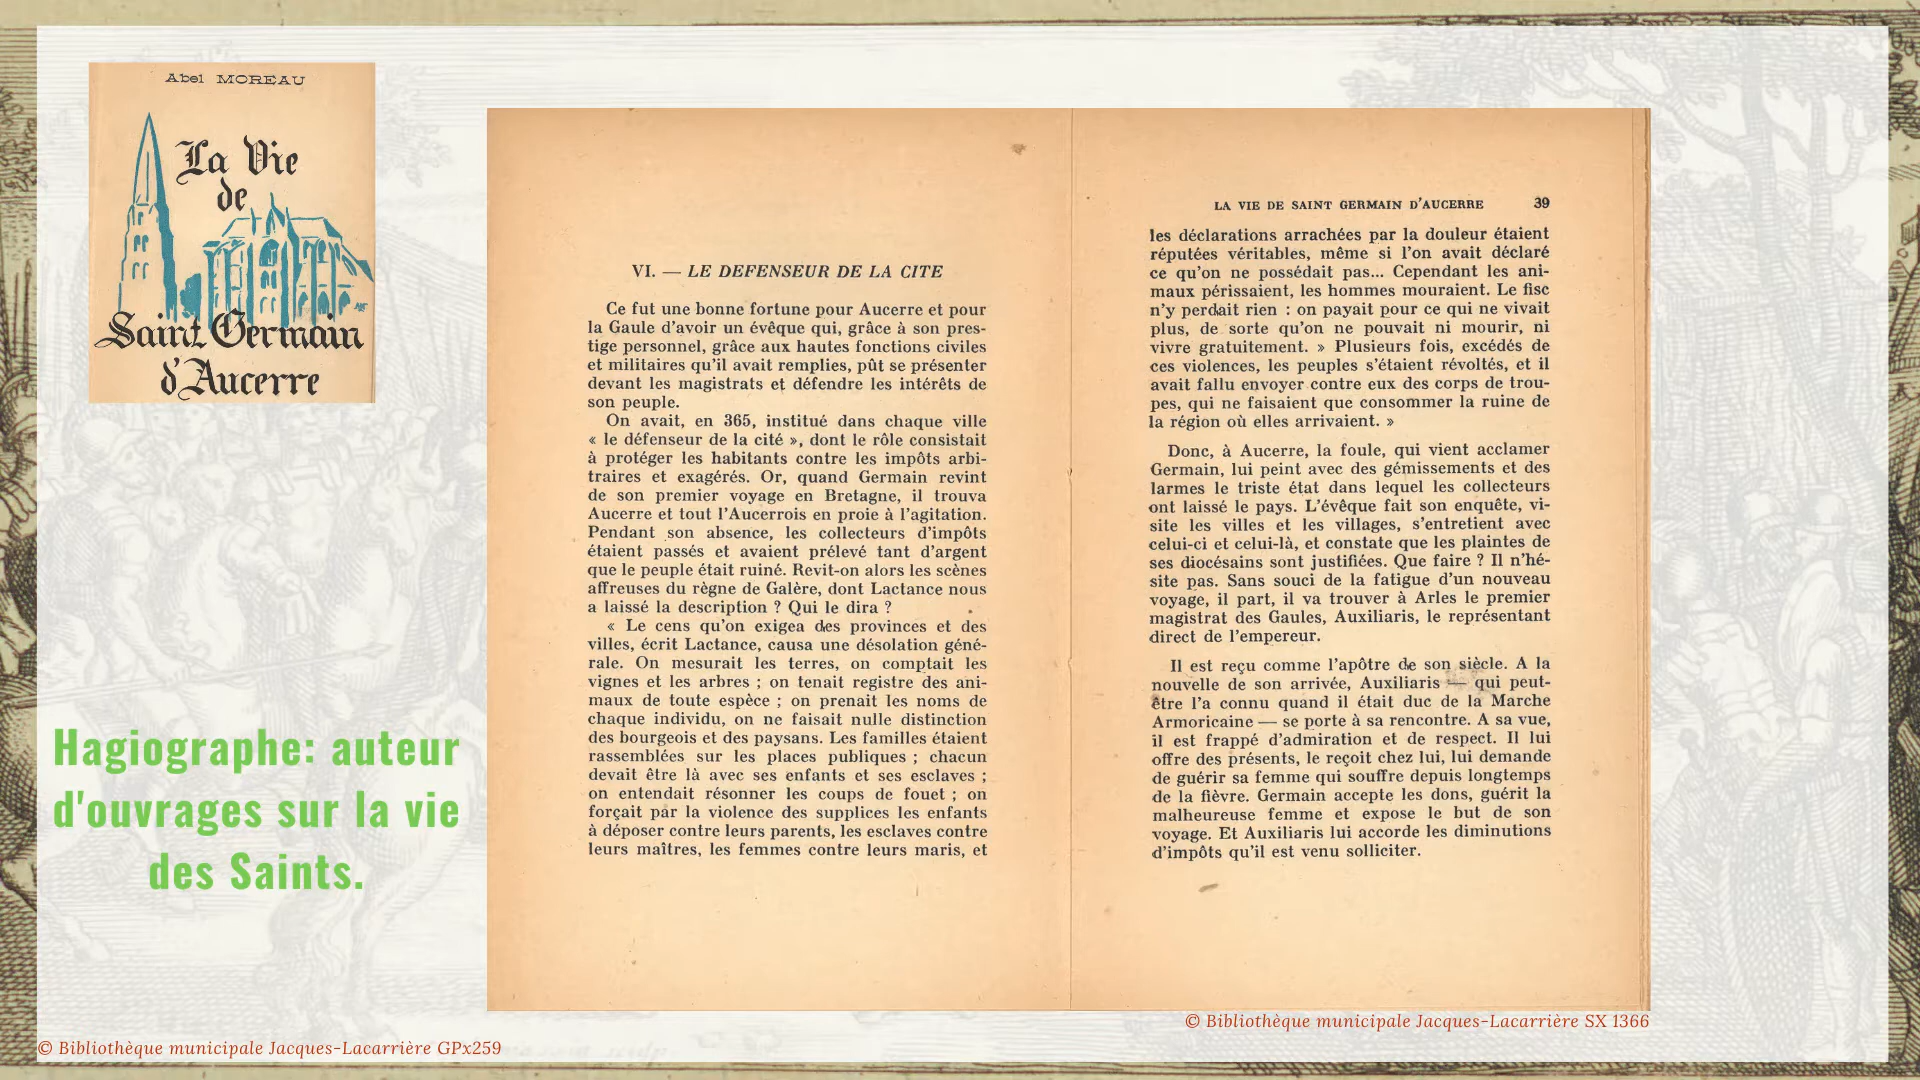 Abel MOREAU
La Vie
de
Saint Germain
d'Aucerre
Hagiographe: auteur
d'ouvrages sur la vie
des Saints.
© Bibliothèque municipale Jacques-Lacarrière GPx259
VI. — LE DEFENSEUR DE LA CITE
Ce fut une bonne fortune pour Aucerre et pour
la Gaule d'avoir un évêque qui, grâce à son pres-
tige personnel, grâce aux hautes fonctions civiles
et militaires qu'il avait remplies, pût se présenter
devant les magistrats et défendre les intérêts de
son peuple.
On avait, en 365, institué dans chaque ville
« le défenseur de la cité », dont le rôle consistait
à protéger les habitants contre les impôts arbi-
traires et exagérés. Or, quand Germain revint
de son premier voyage en Bretagne, il trouva
Aucerre et tout l'Aucerrois en proie à l'agitation.
Pendant son absence, les collecteurs d'impôts
étaient passés et avaient prélevé tant d'argent
que le peuple était ruiné. Revit-on alors les scènes
affreuses du règne de Galère, dont Lactance nous
a laissé la description ? Qui le dira ?
« Le cens qu'on exigea des provinces et des
villes, écrit Lactance, causa une désolation géné-
rale. On mesurait les terres, on comptait les
vignes et les arbres ; on tenait registre des ani-
maux de toute espèce ; on prenait les noms de
chaque individu, on ne faisait nulle distinction
des bourgeois et des paysans. Les familles étaient
rassemblées sur les places publiques ; chacun
devait être là avec ses enfants et ses esclaves ;
on entendait résonner les coups de fouet ; on
forçait par la violence des supplices les enfants
à déposer contre leurs parents, les esclaves contre
leurs maîtres, les femmes contre leurs maris, et
LA VIE DE SAINT GERMAIN D'AUCERRE 39
les déclarations arrachées par la douleur étaient
réputées véritables, même si l'on avait déclaré
ce qu'on ne possédait pas... Cependant les ani-
maux périssaient, les hommes mouraient. Le fisc
n'y perdait rien : on payait pour ce qui ne vivait
plus, de sorte qu'on ne pouvait ni mourir, ni
vivre gratuitement. » Plusieurs fois, excédés de
ces violences, les peuples s'étaient révoltés, et il
avait fallu envoyer contre eux des corps de trou-
pes, qui ne faisaient que consommer la ruine de
la région où elles arrivaient. »
Donc, à Aucerre, la foule, qui vient acclamer
Germain, lui peint avec des gémissements et des
larmes le triste état dans lequel les collecteurs
ont laissé le pays. L'évêque fait son enquête, vi-
site les villes et les villages, s'entretient avec
celui-ci et celui-là, et constate que les plaintes de
ses diocésains sont justifiées. Que faire ? Il n'hé-
site pas. Sans souci de la fatigue d'un nouveau
voyage, il part, il va trouver à Arles le premier
magistrat des Gaules, Auxiliaris, le représentant
direct de l'empereur.
Il est reçu comme l'apôtre de son siècle. A la
nouvelle de son arrivée, Auxiliaris — qui peut-
être l'a connu quand il était duc de la Marche
Armoricaine — se porte à sa rencontre. A sa vue,
il est frappé d'admiration et de respect. Il lui
offre des présents, le reçoit chez lui, lui demande
de guérir sa femme qui souffre depuis longtemps
de la fièvre. Germain accepte les dons, guérit la
malheureuse femme et expose le but de son
voyage. Et Auxiliaris lui accorde les diminutions
d'impôts qu'il est venu solliciter.
© Bibliothèque municipale Jacques-Lacarrière SX 1366